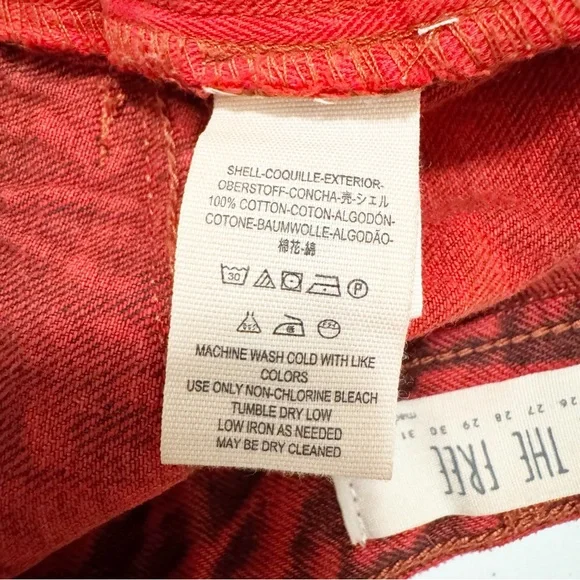 SHELL-COQUILLE-EXTERIOR-
OBERSTOFF-CONCHA-売-シェル
100% COTTON-COTON-ALGODÓN-
COTONE-BAUMWOLLE-ALGODÃO-
棉花-綿
30
P
MACHINE WASH COLD WITH LIKE
COLORS
USE ONLY NON-CHLORINE BLEACH
TUMBLE DRY LOW
LOW IRON AS NEEDED
MAY BE DRY CLEANED
26 27 28 29 30 31
THE FREE